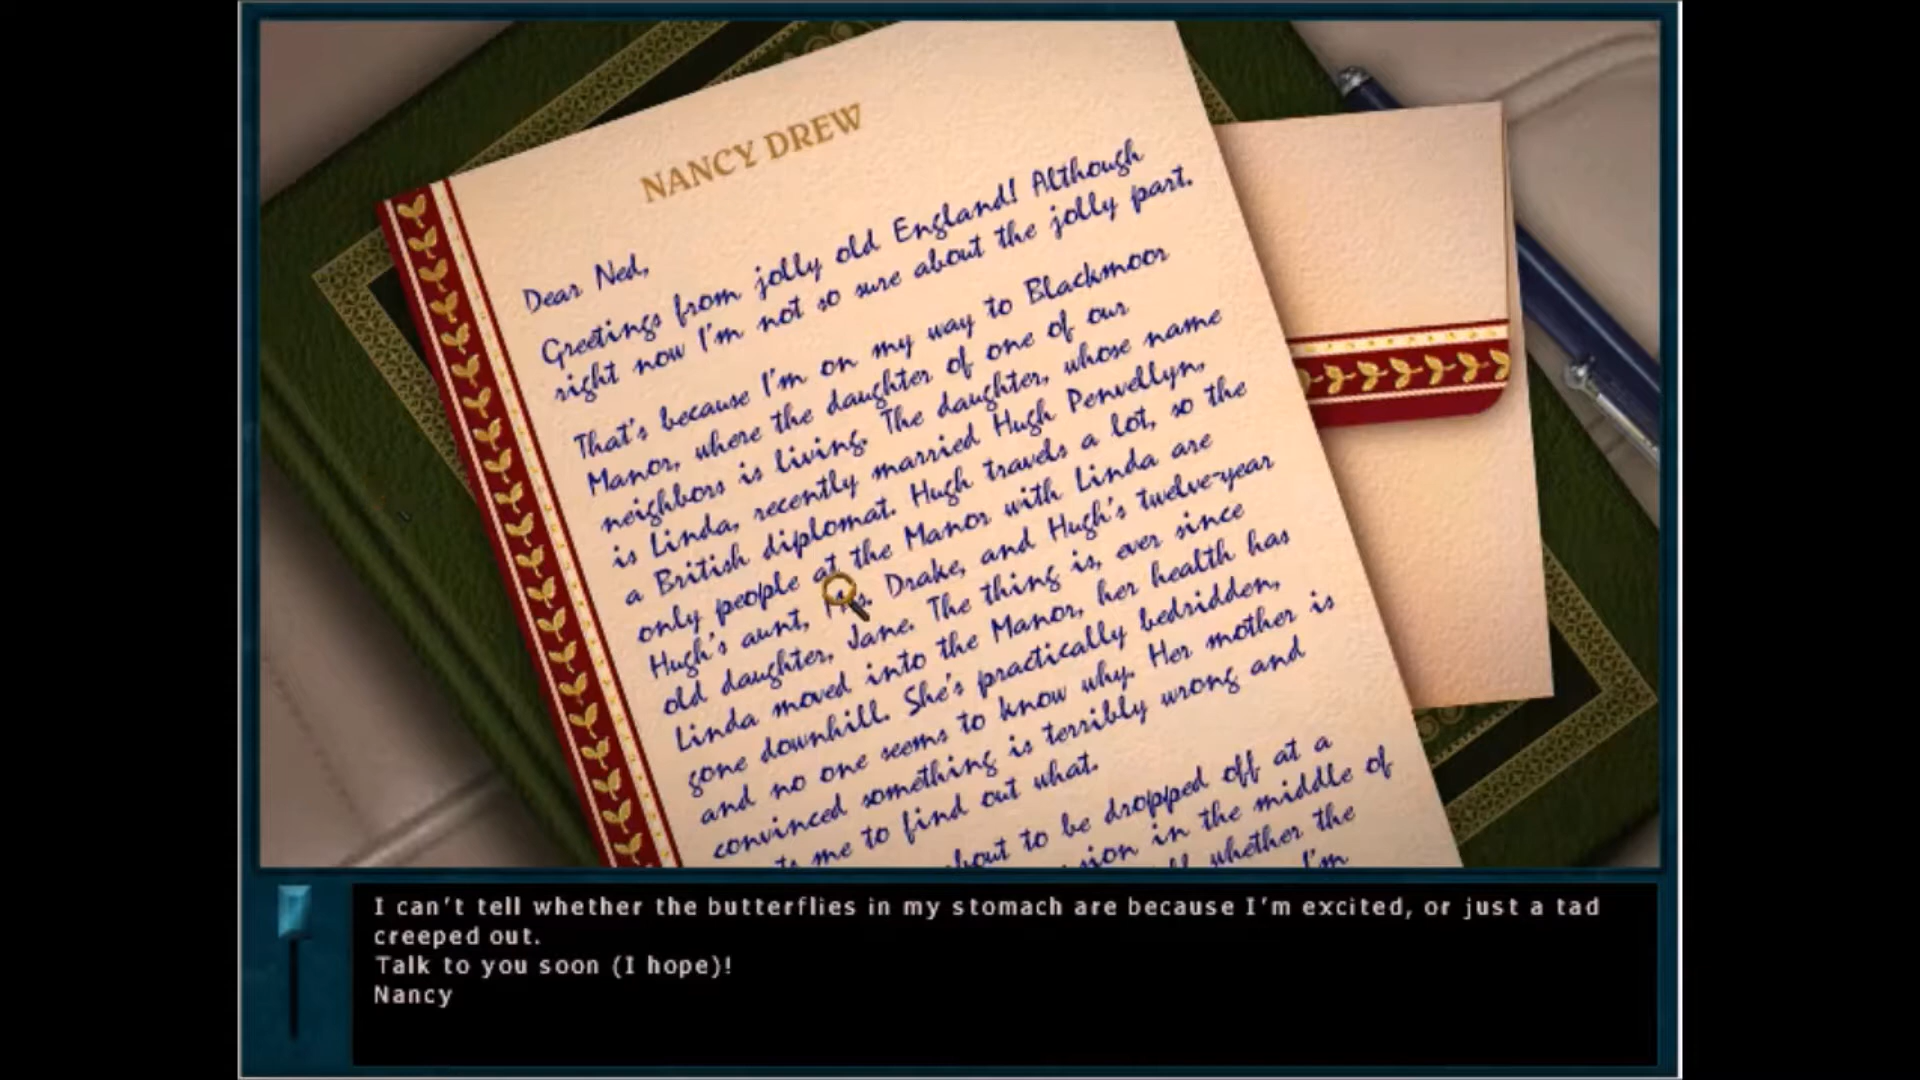 NANCY DREW
Dear Ned,
Greetings from jolly old England! Although
right now I'm not so sure about the jolly part.
That's because I'm on my way to Blackmoor
Manor, where the daughter of one of our
neighbors is living. The daughter, whose name
is Linda, recently married Hugh Penvellyn,
a British diplomat. Hugh travels a lot, so the
only people at the Manor with Linda are
Hugh's aunt, Mrs. Drake, and Hugh's twelve-year
old daughter, Jane. The thing is, ever since
Linda moved into the Manor, her health has
gone downhill. She's practically bedridden,
and no one seems to know why. Her mother is
convinced something is terribly wrong and
me to find out what.
about to be dropped off at a
in the middle of
whether the
I'm
I can't tell whether the butterflies in my stomach are because I'm excited, or just a tad
creeped out.
Talk to you soon (I hope)!
Nancy